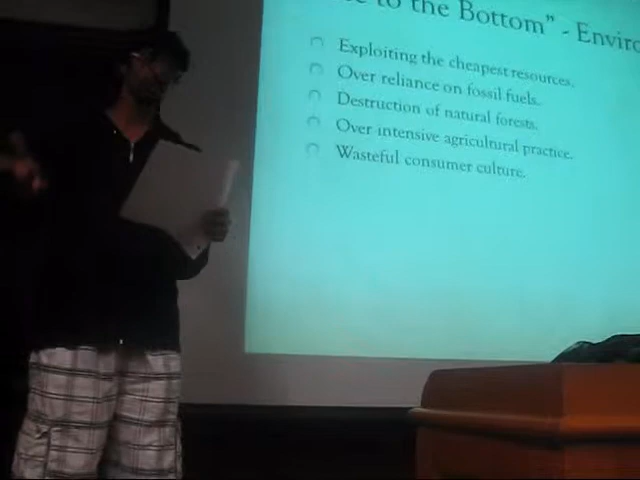 to the Bottom" - Enviro
Exploiting the cheapest resources.
Over reliance on fossil fuels.
Destruction of natural forests.
Over intensive agricultural practice.
Wasteful consumer culture.